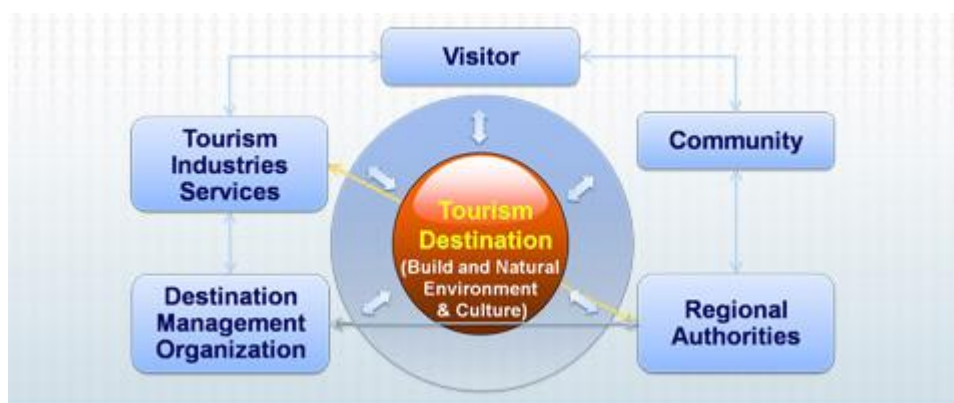 Visitor
Tourism
Industries
Services
Community
Tourism
Destination
(Build and Natural
Environment
& Culture)
Destination
Management
Organization
Regional
Authorities